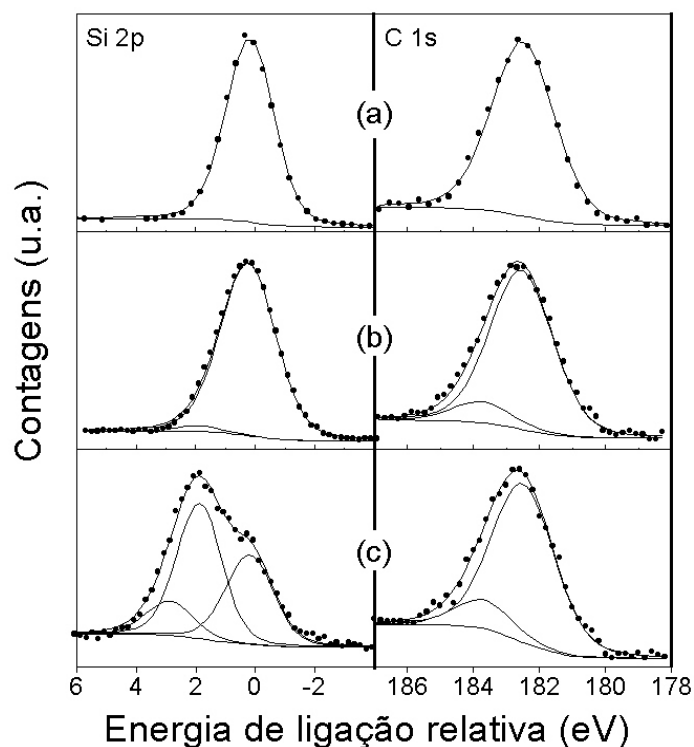 Si 2p
C 1s
(a)
(b)
(c)
Contagens (u.a.)
6 4 2 0 -2 186 184 182 180 178
Energia de ligação relativa (eV)